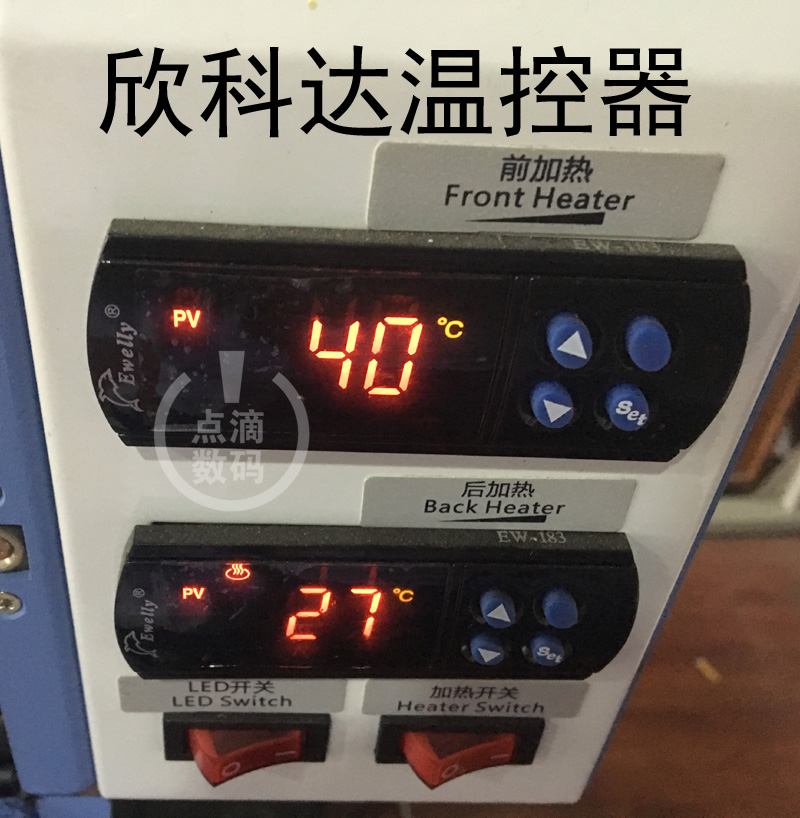 欣科达温控器
前加热
Front Heater
EW-183
PV
40
°C
Ewelly®
Set
点滴
数码
后加热
Back Heater
EW-183
PV
27
°C
Ewelly®
Set
LED开关
LED Switch
加热开关
Heater Switch